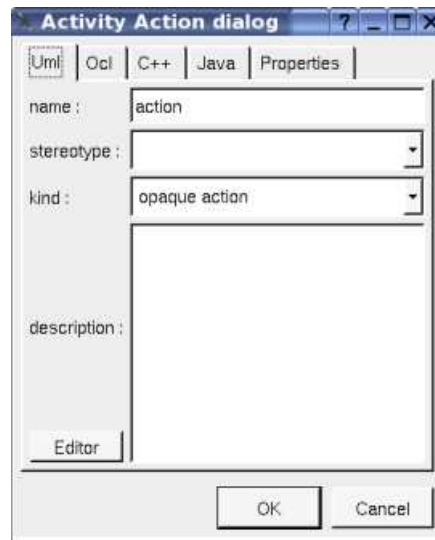 Activity Action dialog ? _ □ X
Uml Ocl C++ Java Properties
name : action
stereotype :
kind : opaque action
description :
Editor
OK Cancel